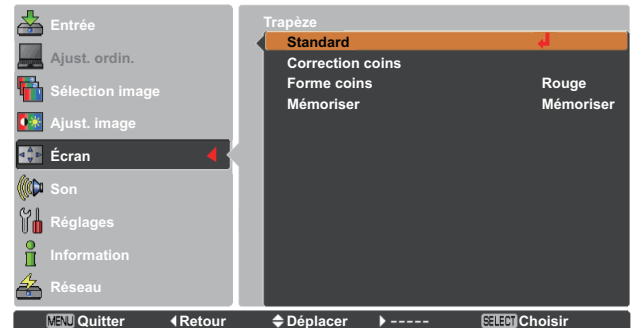 Entrée
Ajust. ordin.
Sélection image
Ajust. image
Écran
Son
Réglages
Information
Réseau
Trapèze
Standard
Correction coins
Forme coins Rouge
Mémoriser Mémoriser
MENU Quitter Retour Déplacer ----- SELECT Choisir